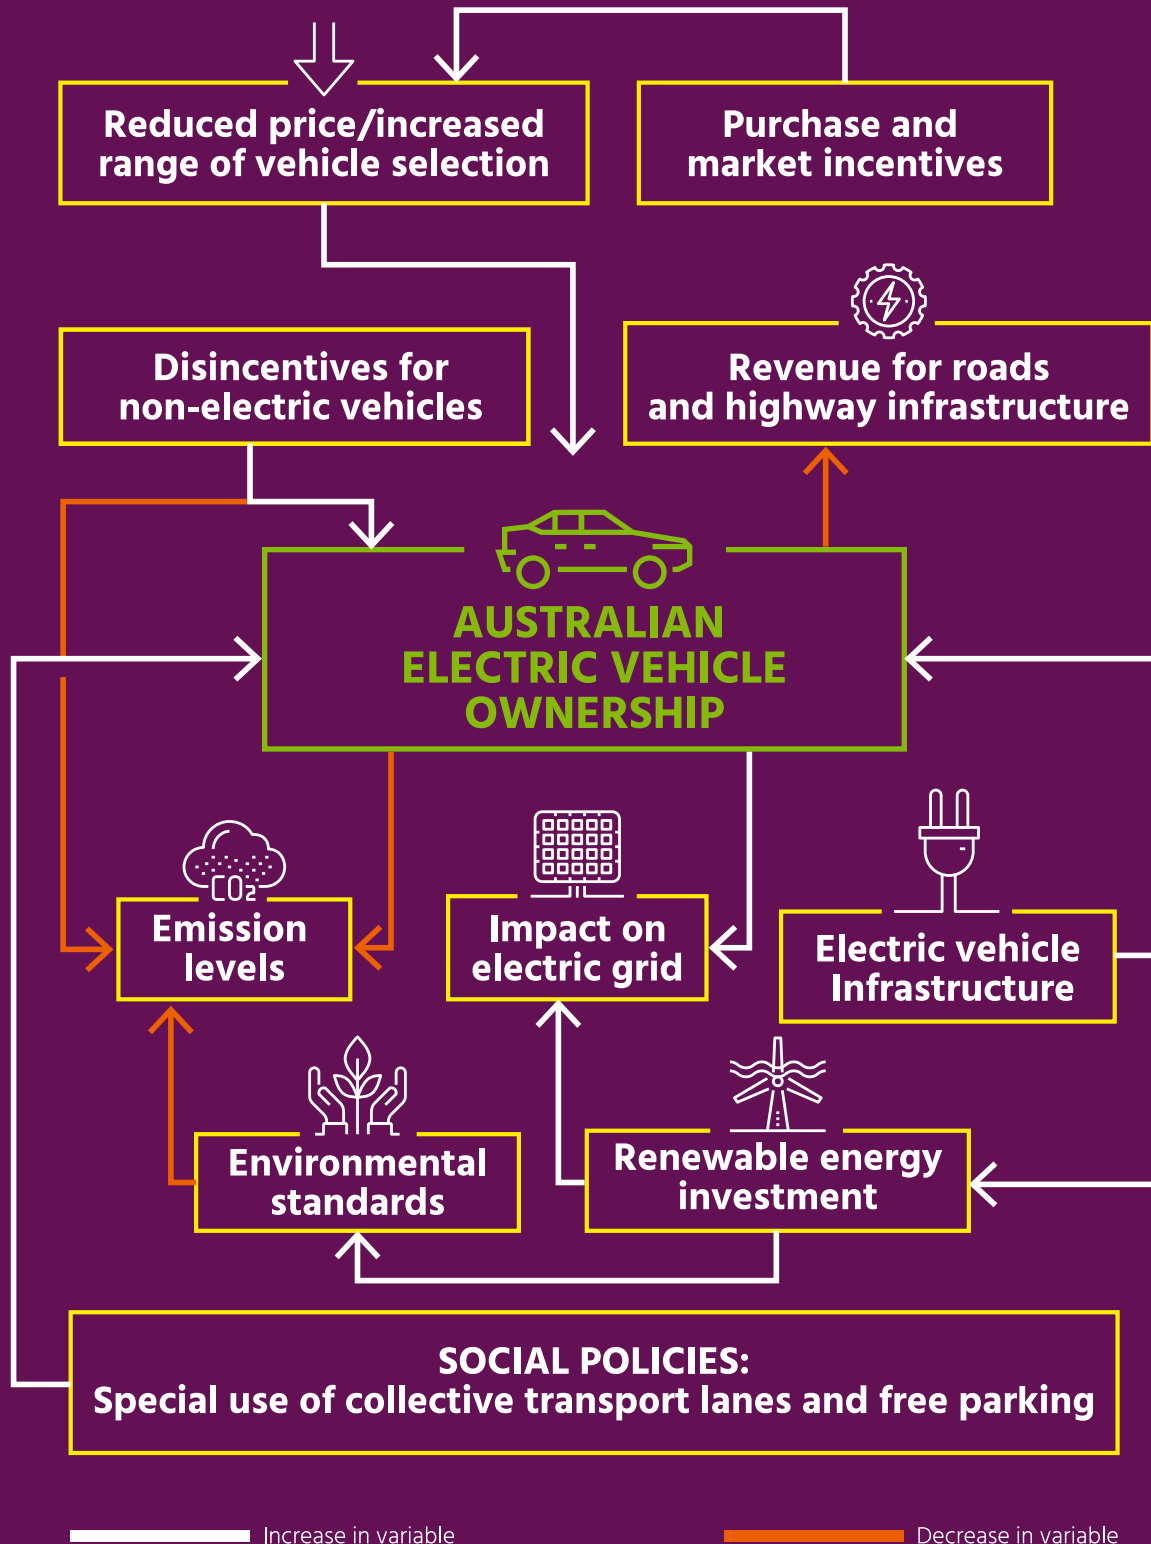 Reduced price/increased
range of vehicle selection
Purchase and
market incentives
Disincentives for
non-electric vehicles
Revenue for roads
and highway infrastructure
AUSTRALIAN
ELECTRIC VEHICLE
OWNERSHIP
CO2
Emission
levels
Impact on
electric grid
Electric vehicle
Infrastructure
Environmental
standards
Renewable energy
investment
SOCIAL POLICIES:
Special use of collective transport lanes and free parking
Increase in variable
Decrease in variable